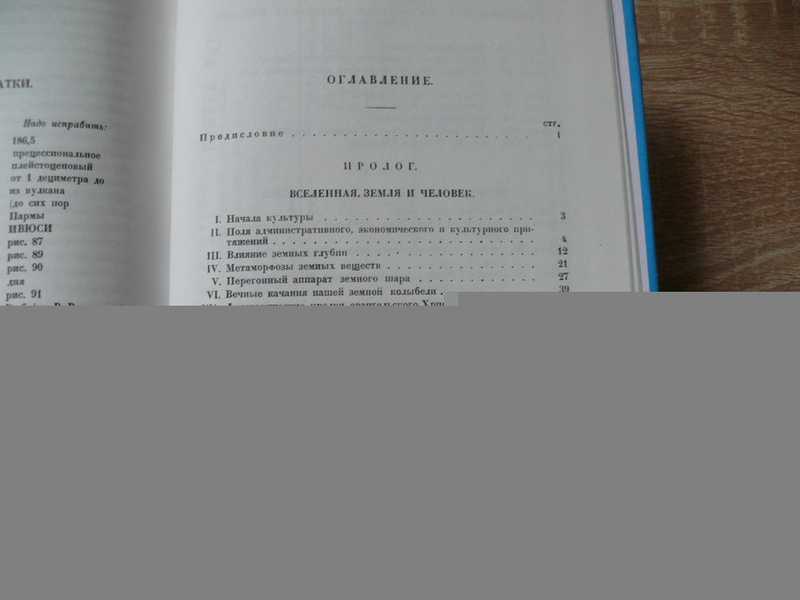 АТКИ.
Надо исправить:
186,5
прецессиональное
плейстоценовый
от 1 дециметра до
из вулкана
(до сих пор
Пармы
ИВЮСИ
рис. 87
рис. 89
рис. 90
дня
рис. 91
ОГЛАВЛЕНИЕ.
стр.
Предисловие . . . . . . . . . . . . . . . . . . . . . . . 1
ПРОЛОГ.
ВСЕЛЕННАЯ, ЗЕМЛЯ И ЧЕЛОВЕК.
I. Начала культуры . . . . . . . . . . . . . . . . . . . . 3
II. Поля административного, экономического и культурного при-
тяжений . . . . . . . . . . . . . . . . . . . . . . . . 4
III. Влияние земных глубин . . . . . . . . . . . . . . . . . 12
IV. Метаморфозы земных веществ . . . . . . . . . . . . . . 21
V. Перегонный аппарат земного шара . . . . . . . . . . . 27
VI. Вечные качания нашей земной колыбели . . . . . . . . . 39